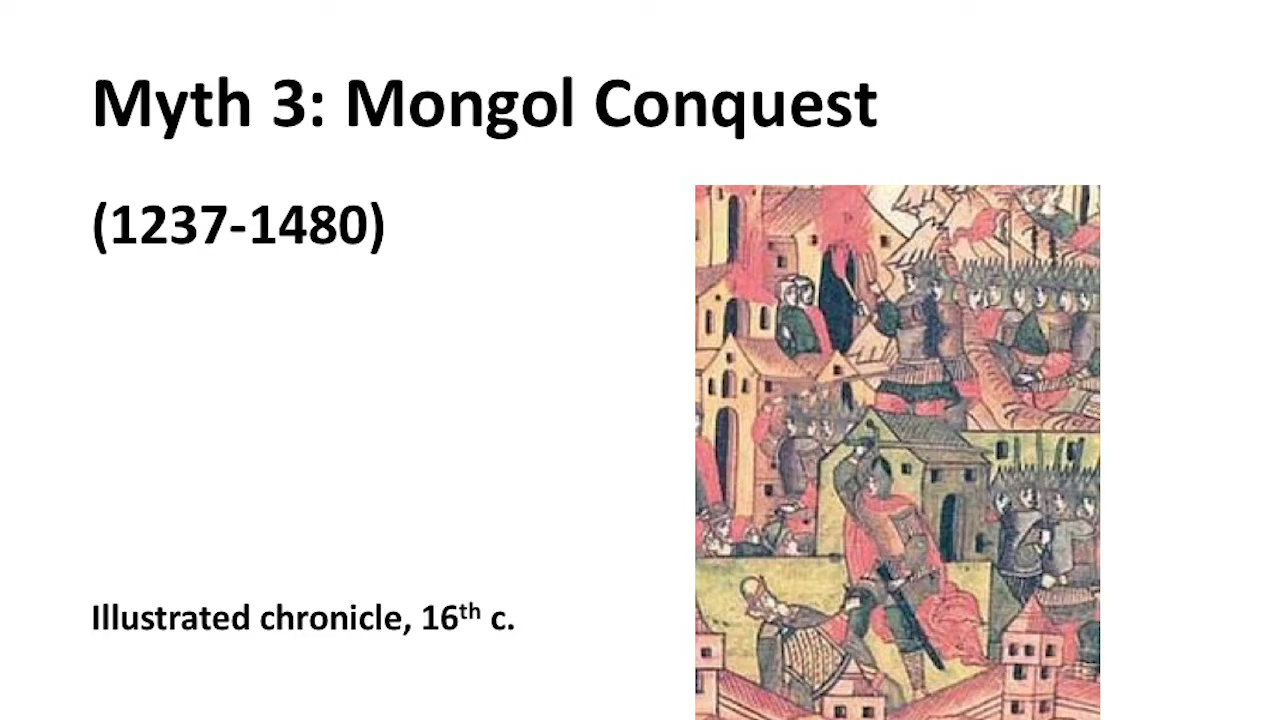 Myth 3: Mongol Conquest
(1237-1480)
Illustrated chronicle, 16th c.